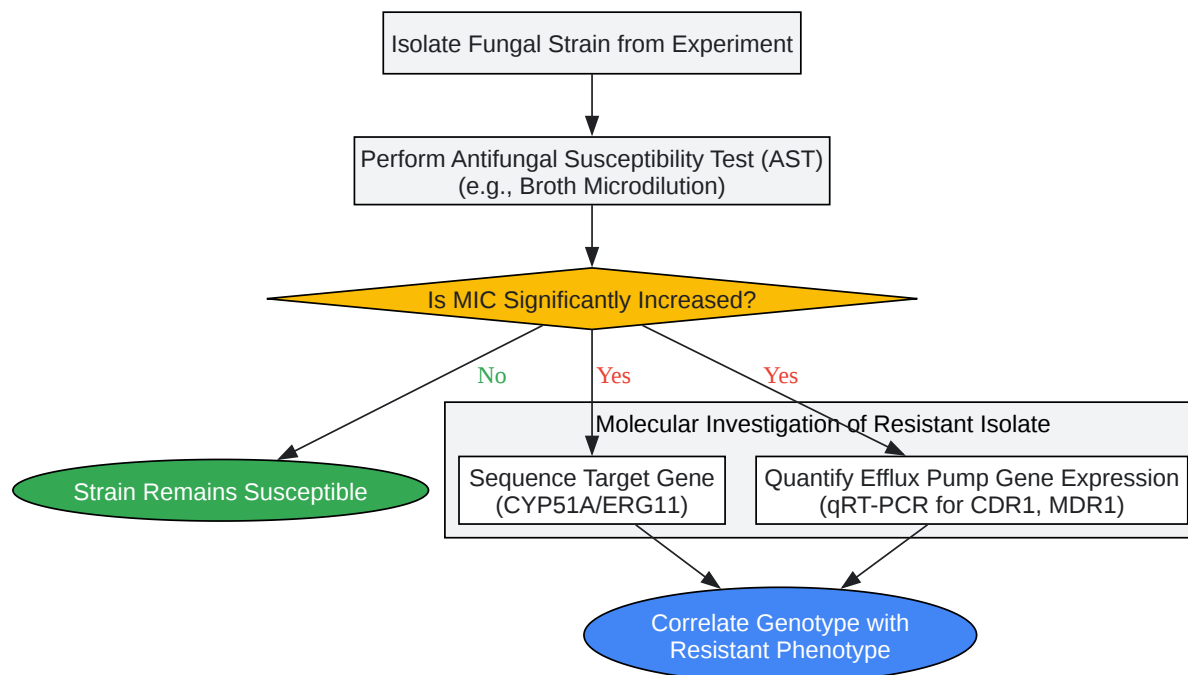 Isolate Fungal Strain from Experiment
Perform Antifungal Susceptibility Test (AST)
(e.g., Broth Microdilution)
Is MIC Significantly Increased?
No
Yes
Yes
Molecular Investigation of Resistant Isolate
Strain Remains Susceptible
Sequence Target Gene
(CYP51A/ERG11)
Quantify Efflux Pump Gene Expression
(qRT-PCR for CDR1, MDR1)
Correlate Genotype with
Resistant Phenotype